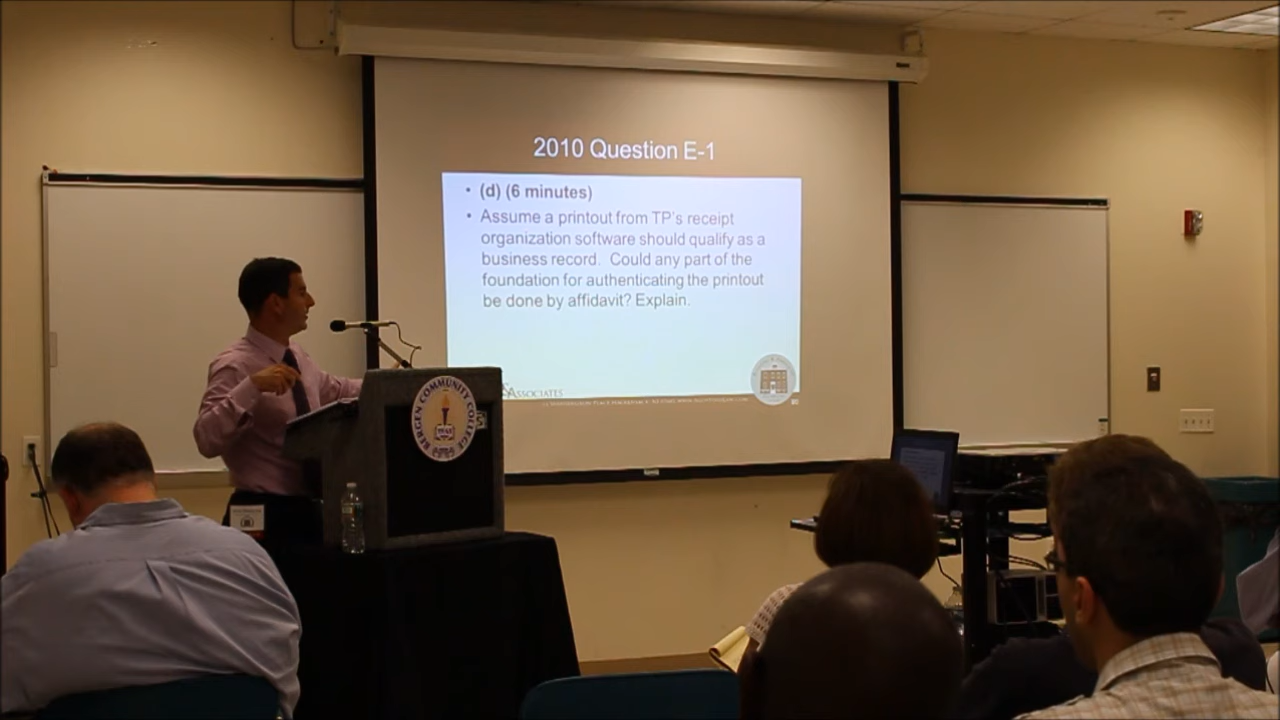 2010 Question E-1
• (d) (6 minutes)
• Assume a printout from TP's receipt
organization software should qualify as a
business record. Could any part of the
foundation for authenticating the printout
be done by affidavit? Explain.
ASSOCIATES
BERGEN COMMUNITY COLLEGE